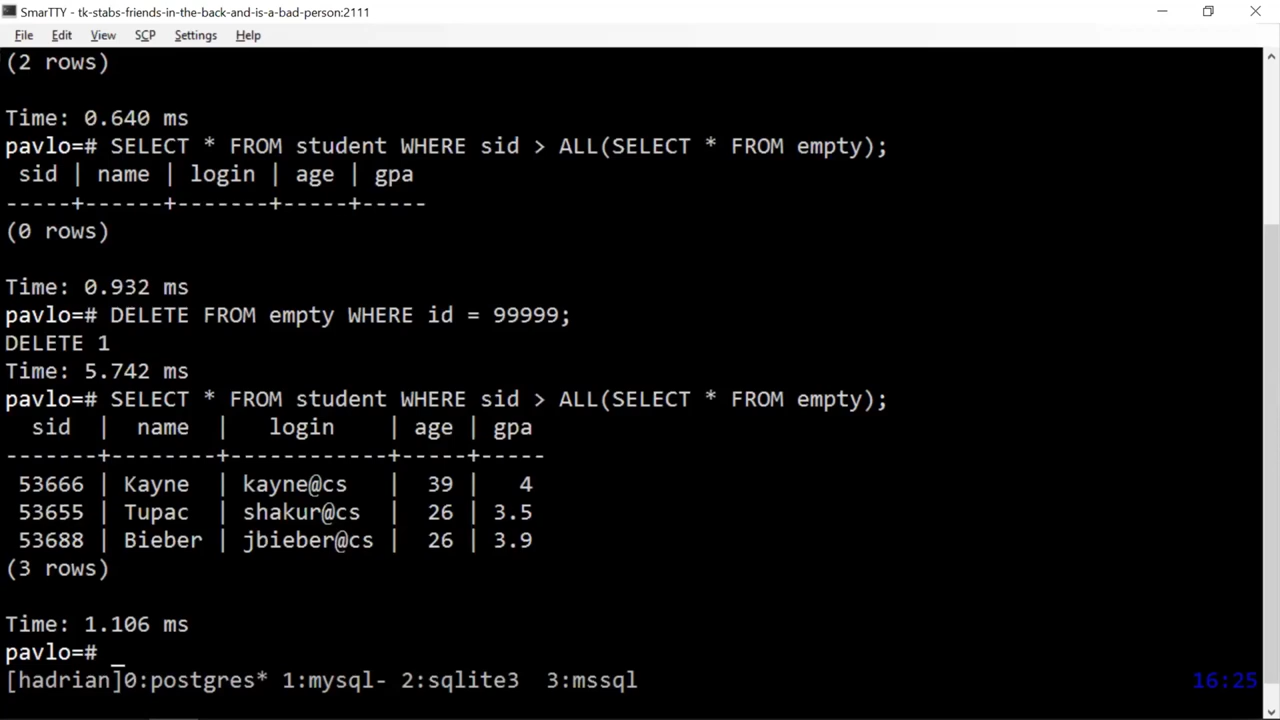 SmarTTY - tk-stabs-friends-in-the-back-and-is-a-bad-person:2111
File Edit View SCP Settings Help
(2 rows)
Time: 0.640 ms
pavlo=# SELECT * FROM student WHERE sid > ALL(SELECT * FROM empty);
 sid | name | login | age | gpa
-----+------+-------+-----+-----
(0 rows)
Time: 0.932 ms
pavlo=# DELETE FROM empty WHERE id = 99999;
DELETE 1
Time: 5.742 ms
pavlo=# SELECT * FROM student WHERE sid > ALL(SELECT * FROM empty);
  sid  |  name  |   login    | age | gpa
-------+--------+------------+-----+-----
 53666 | Kayne  | kayne@cs   |  39 |   4
 53655 | Tupac  | shakur@cs  |  26 | 3.5
 53688 | Bieber | jbieber@cs |  26 | 3.9
(3 rows)
Time: 1.106 ms
pavlo=# _
[hadrian]0:postgres* 1:mysql- 2:sqlite3  3:mssql 16:25